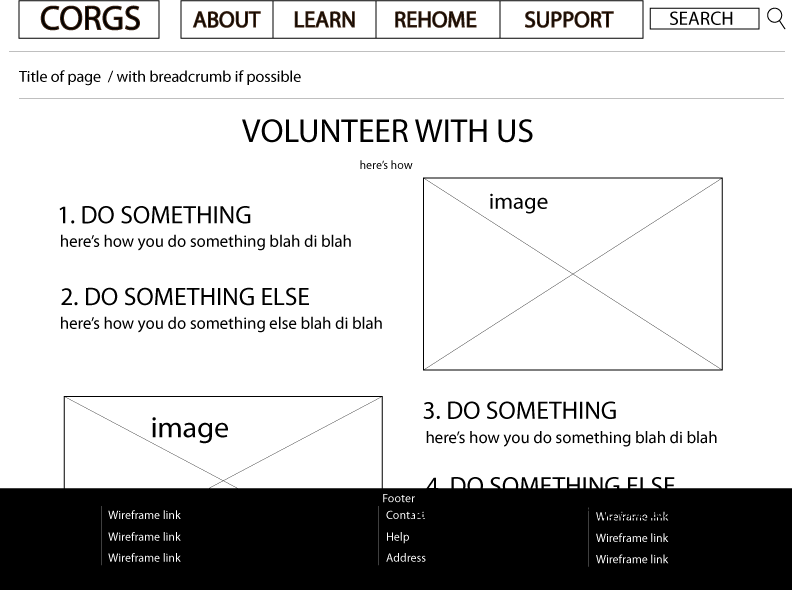 CORGS
ABOUT LEARN REHOME SUPPORT SEARCH
Title of page / with breadcrumb if possible
VOLUNTEER WITH US
here's how
image
1. DO SOMETHING
here's how you do something blah di blah
2. DO SOMETHING ELSE
here's how you do something else blah di blah
image
3. DO SOMETHING
here's how you do something blah di blah
4. DO SOMETHING ELSE
Footer
Wireframe link
Wireframe link
Wireframe link
Contact
Help
Address
Wireframe link
Wireframe link
Wireframe link